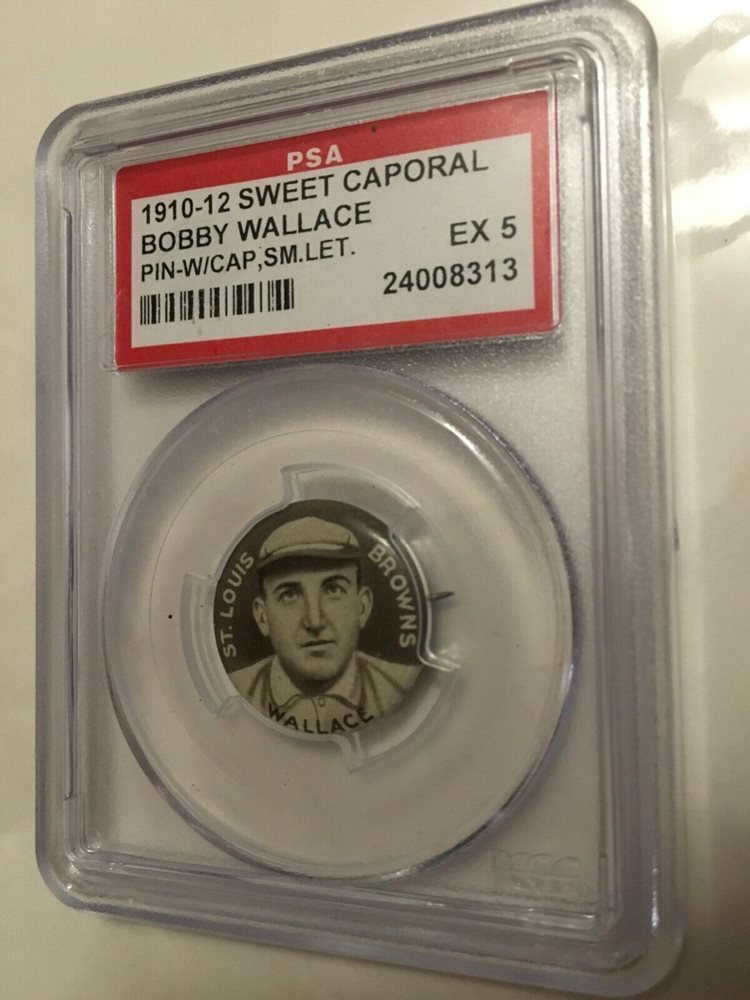 PSA
1910-12 SWEET CAPORAL
BOBBY WALLACE
PIN-W/CAP,SM.LET.
EX 5
24008313
ST. LOUIS BROWNS
WALLACE